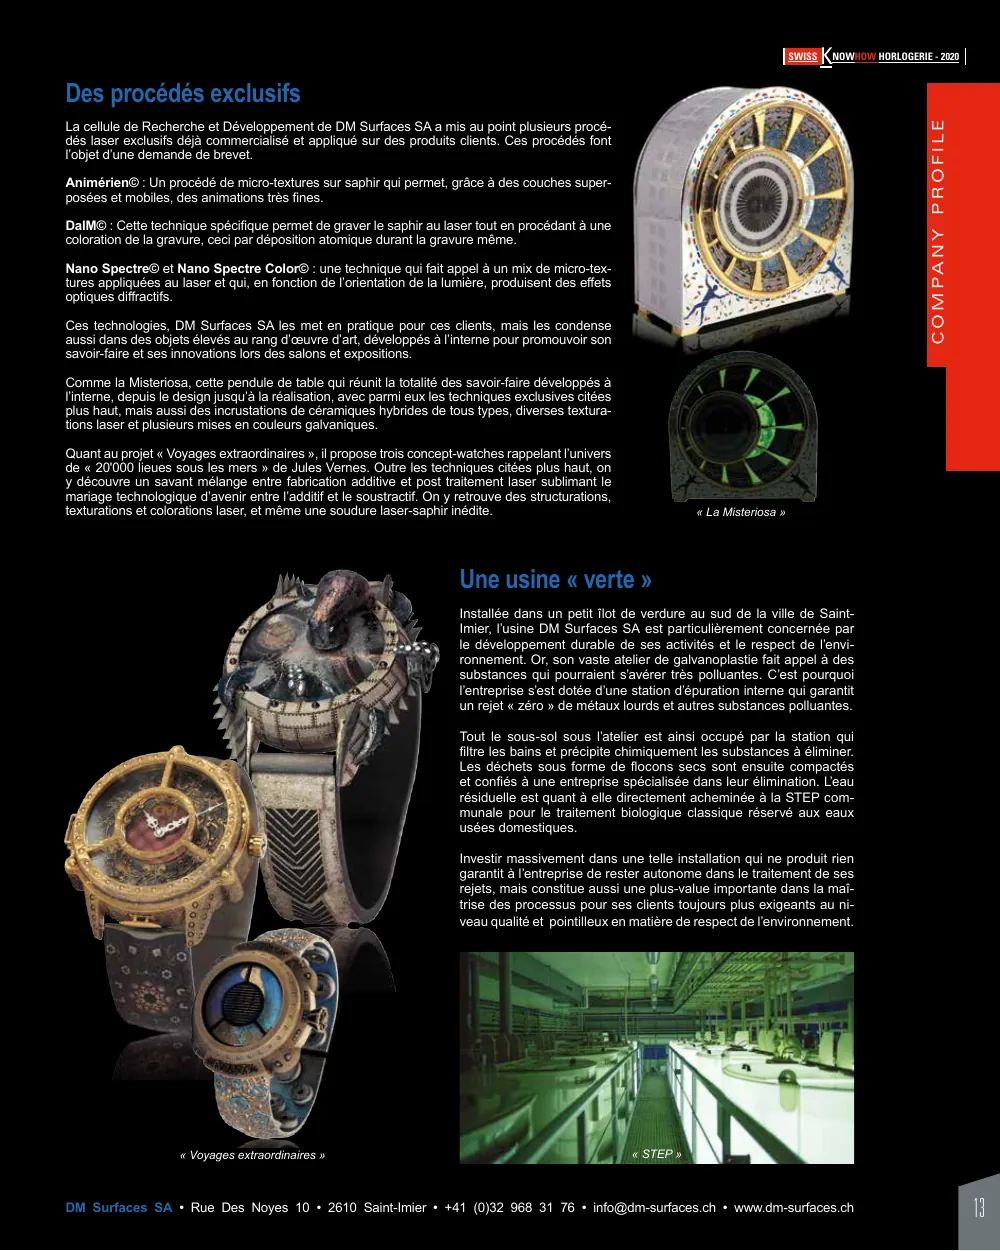 SWISS KNOWHOW HORLOGERIE - 2020
COMPANY PROFILE
Des procédés exclusifs
La cellule de Recherche et Développement de DM Surfaces SA a mis au point plusieurs procé-
dés laser exclusifs déjà commercialisé et appliqué sur des produits clients. Ces procédés font
l'objet d'une demande de brevet.
Animérien© : Un procédé de micro-textures sur saphir qui permet, grâce à des couches super-
posées et mobiles, des animations très fines.
DalM© : Cette technique spécifique permet de graver le saphir au laser tout en procédant à une
coloration de la gravure, ceci par déposition atomique durant la gravure même.
Nano Spectre© et Nano Spectre Color© : une technique qui fait appel à un mix de micro-tex-
tures appliquées au laser et qui, en fonction de l'orientation de la lumière, produisent des effets
optiques diffractifs.
Ces technologies, DM Surfaces SA les met en pratique pour ces clients, mais les condense
aussi dans des objets élevés au rang d'œuvre d'art, développés à l'interne pour promouvoir son
savoir-faire et ses innovations lors des salons et expositions.
Comme la Misteriosa, cette pendule de table qui réunit la totalité des savoir-faire développés à
l'interne, depuis le design jusqu'à la réalisation, avec parmi eux les techniques exclusives citées
plus haut, mais aussi des incrustations de céramiques hybrides de tous types, diverses textura-
tions laser et plusieurs mises en couleurs galvaniques.
Quant au projet « Voyages extraordinaires », il propose trois concept-watches rappelant l'univers
de « 20'000 lieues sous les mers » de Jules Vernes. Outre les techniques citées plus haut, on
y découvre un savant mélange entre fabrication additive et post traitement laser sublimant le
mariage technologique d'avenir entre l'additif et le soustractif. On y retrouve des structurations,
texturations et colorations laser, et même une soudure laser-saphir inédite.
« La Misteriosa »
Une usine « verte »
Installée dans un petit îlot de verdure au sud de la ville de Saint-
Imier, l'usine DM Surfaces SA est particulièrement concernée par
le développement durable de ses activités et le respect de l'envi-
ronnement. Or, son vaste atelier de galvanoplastie fait appel à des
substances qui pourraient s'avérer très polluantes. C'est pourquoi
l'entreprise s'est dotée d'une station d'épuration interne qui garantit
un rejet « zéro » de métaux lourds et autres substances polluantes.
Tout le sous-sol sous l'atelier est ainsi occupé par la station qui
filtre les bains et précipite chimiquement les substances à éliminer.
Les déchets sous forme de flocons secs sont ensuite compactés
et confiés à une entreprise spécialisée dans leur élimination. L'eau
résiduelle est quant à elle directement acheminée à la STEP com-
munale pour le traitement biologique classique réservé aux eaux
usées domestiques.
Investir massivement dans une telle installation qui ne produit rien
garantit à l'entreprise de rester autonome dans le traitement de ses
rejets, mais constitue aussi une plus-value importante dans la maî-
trise des processus pour ses clients toujours plus exigeants au ni-
veau qualité et pointilleux en matière de respect de l'environnement.
« Voyages extraordinaires »
« STEP »
DM Surfaces SA • Rue Des Noyes 10 • 2610 Saint-Imier • +41 (0)32 968 31 76 • info@dm-surfaces.ch • www.dm-surfaces.ch
13